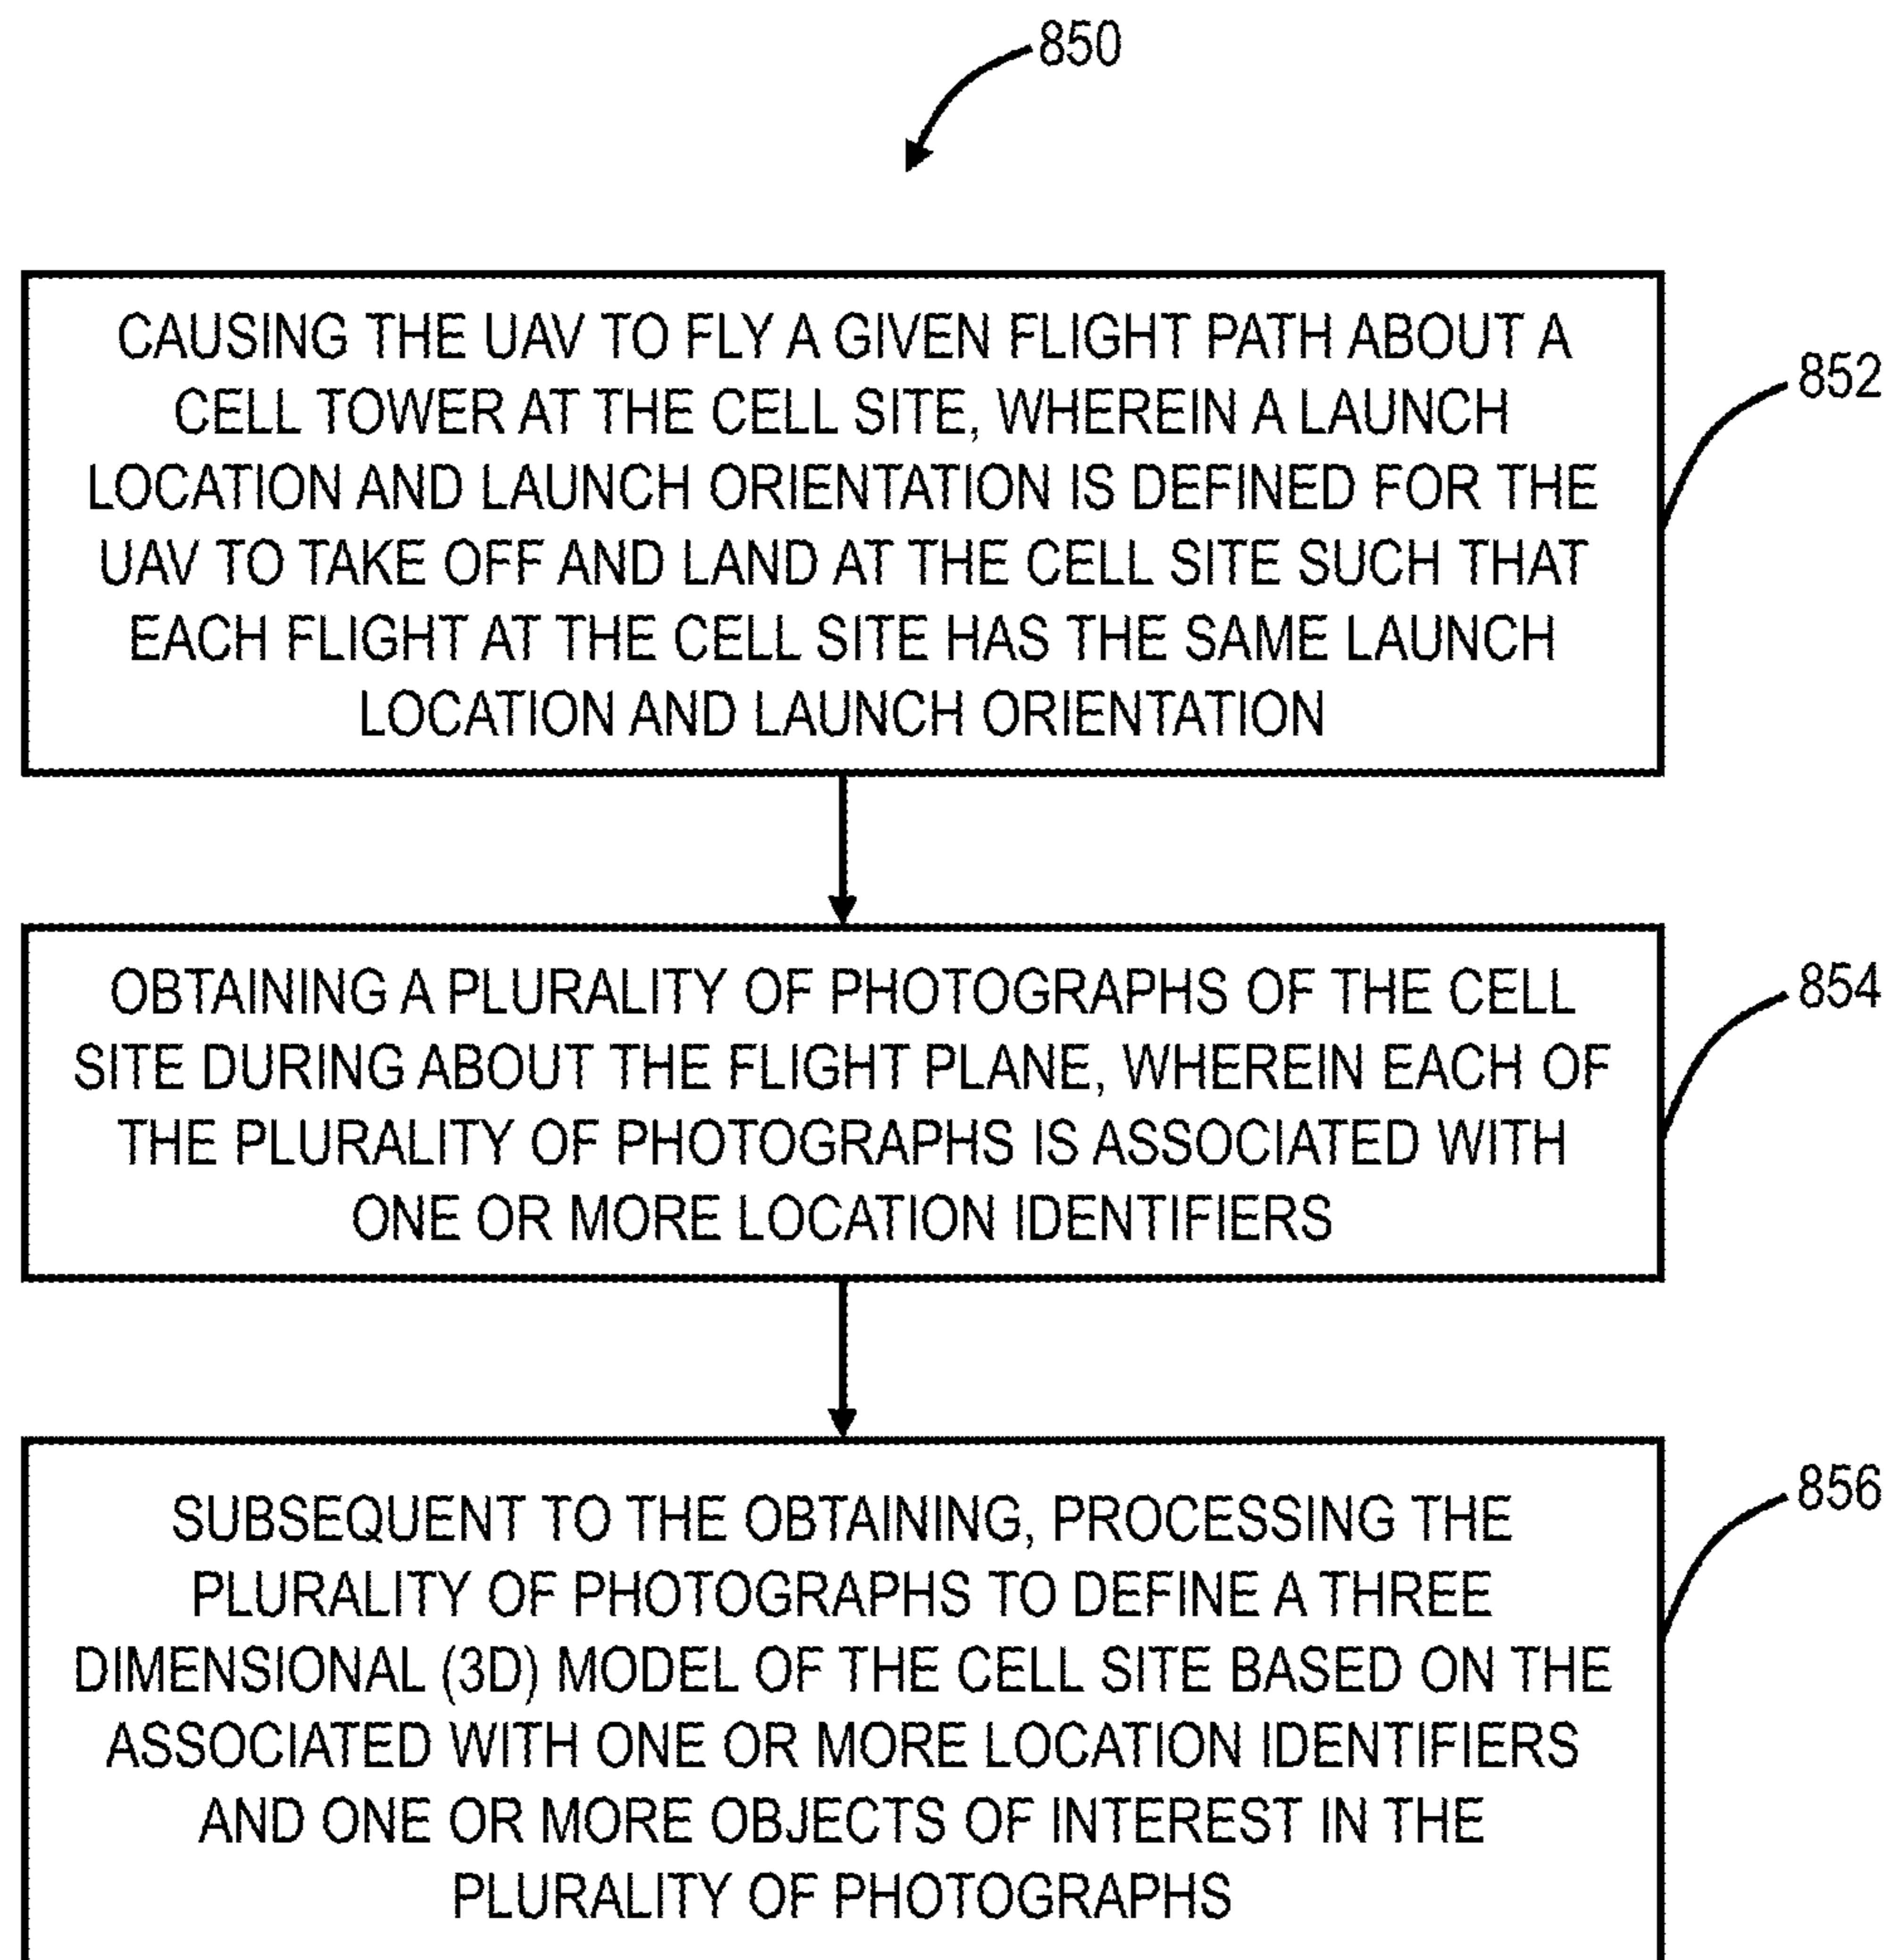 850
CAUSING THE UAV TO FLY A GIVEN FLIGHT PATH ABOUT A
CELL TOWER AT THE CELL SITE, WHEREIN A LAUNCH
LOCATION AND LAUNCH ORIENTATION IS DEFINED FOR THE
UAV TO TAKE OFF AND LAND AT THE CELL SITE SUCH THAT
EACH FLIGHT AT THE CELL SITE HAS THE SAME LAUNCH
LOCATION AND LAUNCH ORIENTATION
852
OBTAINING A PLURALITY OF PHOTOGRAPHS OF THE CELL
SITE DURING ABOUT THE FLIGHT PLANE, WHEREIN EACH OF
THE PLURALITY OF PHOTOGRAPHS IS ASSOCIATED WITH
ONE OR MORE LOCATION IDENTIFIERS
854
SUBSEQUENT TO THE OBTAINING, PROCESSING THE
PLURALITY OF PHOTOGRAPHS TO DEFINE A THREE
DIMENSIONAL (3D) MODEL OF THE CELL SITE BASED ON THE
ASSOCIATED WITH ONE OR MORE LOCATION IDENTIFIERS
AND ONE OR MORE OBJECTS OF INTEREST IN THE
PLURALITY OF PHOTOGRAPHS
856